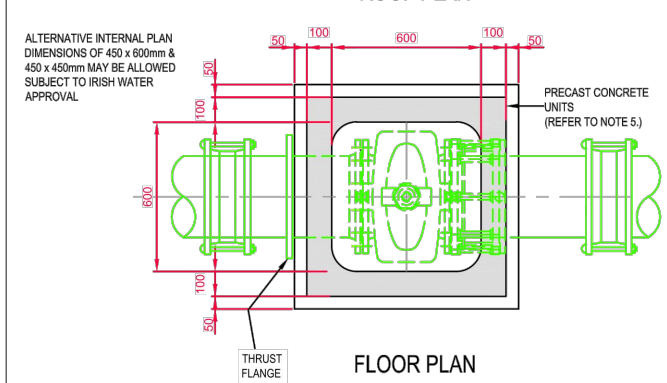 ALTERNATIVE INTERNAL PLAN
DIMENSIONS OF 450 x 600mm &
450 x 450mm MAY BE ALLOWED
SUBJECT TO IRISH WATER
APPROVAL
50
100
600
100
50
50
100
600
100
50
PRECAST CONCRETE
UNITS
(REFER TO NOTE 5.)
THRUST
FLANGE
FLOOR PLAN